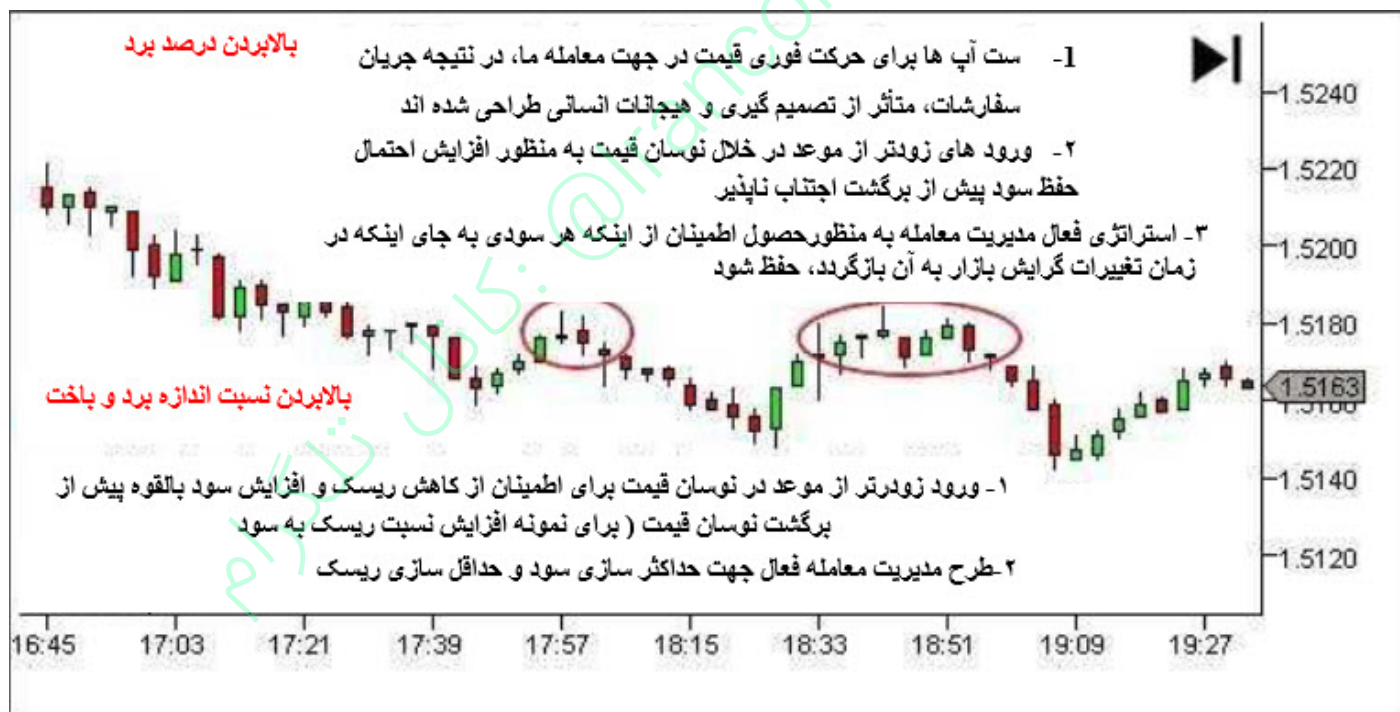 بالابردن درصد برد
1- ست آپ ها برای حرکت فوری قیمت در جهت معامله ما، در نتیجه جریان
سفارشات، متأثر از تصمیم گیری و هیجانات انسانی طراحی شده اند
۲- ورود های زودتر از موعد در خلال نوسان قیمت به منظور افزایش احتمال
حفظ سود پیش از برگشت اجتناب ناپذیر
۳- استراتژی فعال مدیریت معامله به منظورحصول اطمینان از اینکه هر سودی به جای اینکه در
زمان تغییرات گرایش بازار به آن بازگردد، حفظ شود
بالابردن نسبت اندازه برد و باخت
۱- ورود زودرتر از موعد در نوسان قیمت برای اطمینان از کاهش ریسک و افزایش سود بالقوه پیش از
برگشت نوسان قیمت ( برای نمونه افزایش نسبت ریسک به سود
۲-طرح مدیریت معامله فعال جهت حداکثر سازی سود و حداقل سازی ریسک
1.5240
1.5220
1.5200
1.5180
1.5163
1.5160
1.5140
1.5120
16:45 17:03 17:21 17:39 17:57 18:15 18:33 18:51 19:09 19:27
کانال تلگرام: @Iranco